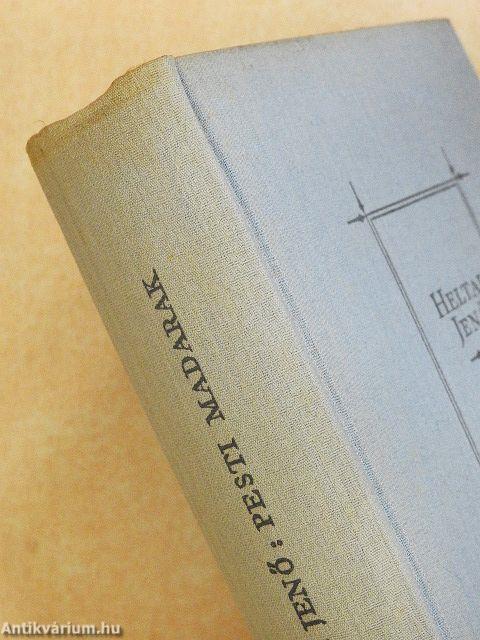 JENŐ: PESTI MADARAK
HELTA
JEN
Antikvárium.hu